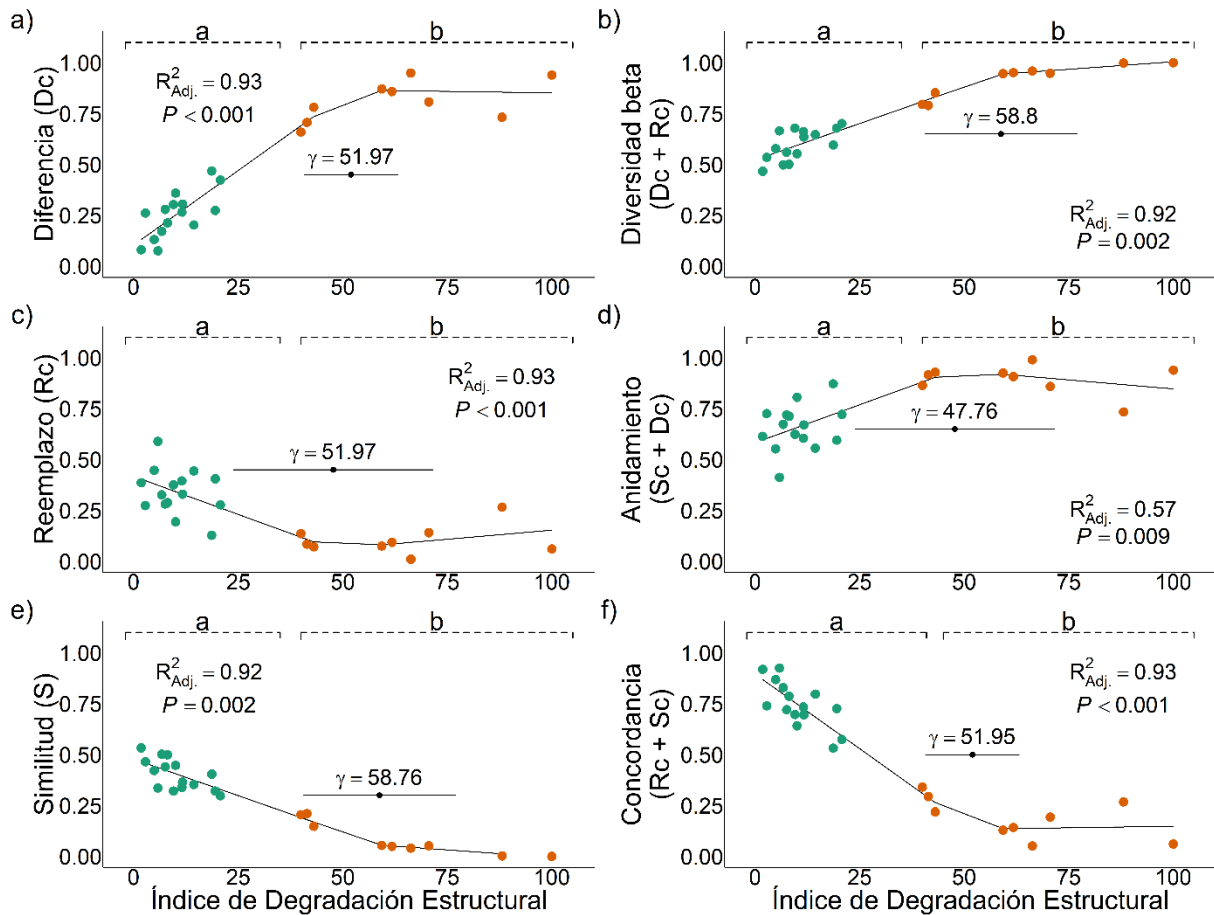 a)
a
b
1.00
0.75
0.50
0.25
0.00
Diferencia (Dc)
R²Adj. = 0.93
P < 0.001
γ = 51.97
0 25 50 75 100
b)
a
b
1.00
0.75
0.50
0.25
0.00
Diversidad beta
(Dc + Rc)
γ = 58.8
R²Adj. = 0.92
P = 0.002
0 25 50 75 100
c)
a
b
1.00
0.75
0.50
0.25
0.00
Reemplazo (Rc)
R²Adj. = 0.93
P < 0.001
γ = 51.97
0 25 50 75 100
d)
a
b
1.00
0.75
0.50
0.25
0.00
Anidamiento
(Sc + Dc)
γ = 47.76
R²Adj. = 0.57
P = 0.009
0 25 50 75 100
e)
a
b
1.00
0.75
0.50
0.25
0.00
Similitud (S)
R²Adj. = 0.92
P = 0.002
γ = 58.76
0 25 50 75 100
Índice de Degradación Estructural
f)
a
b
1.00
0.75
0.50
0.25
0.00
Concordancia
(Rc + Sc)
R²Adj. = 0.93
P < 0.001
γ = 51.95
0 25 50 75 100
Índice de Degradación Estructural